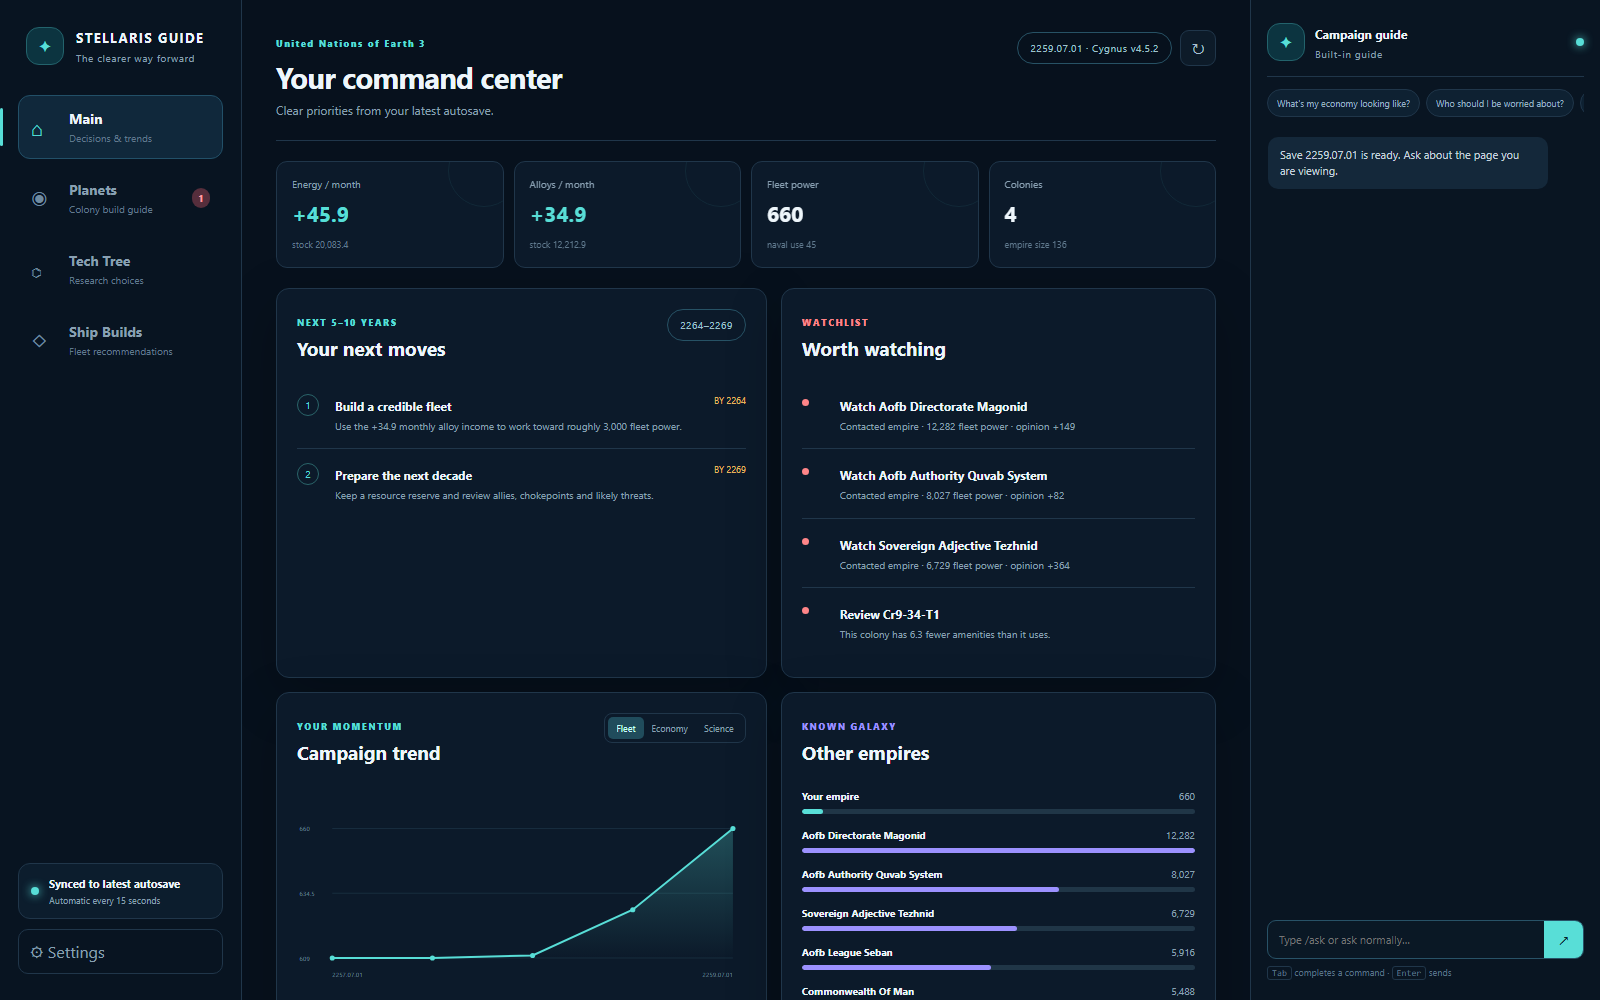 STELLARIS GUIDE
The clearer way forward
Main
Decisions & trends
Planets
Colony build guide
1
Tech Tree
Research choices
Ship Builds
Fleet recommendations
Synced to latest autosave
Automatic every 15 seconds
Settings
United Nations of Earth 3
Your command center
Clear priorities from your latest autosave.
2259.07.01 · Cygnus v4.5.2
Energy / month
+45.9
stock 20,083.4
Alloys / month
+34.9
stock 12,212.9
Fleet power
660
naval use 45
Colonies
4
empire size 136
NEXT 5–10 YEARS
Your next moves
2264–2269
1
Build a credible fleet
BY 2264
Use the +34.9 monthly alloy income to work toward roughly 3,000 fleet power.
2
Prepare the next decade
BY 2269
Keep a resource reserve and review allies, chokepoints and likely threats.
WATCHLIST
Worth watching
Watch Aofb Directorate Magonid
Contacted empire · 12,282 fleet power · opinion +149
Watch Aofb Authority Quvab System
Contacted empire · 8,027 fleet power · opinion +82
Watch Sovereign Adjective Tezhnid
Contacted empire · 6,729 fleet power · opinion +364
Review Cr9-34-T1
This colony has 6.3 fewer amenities than it uses.
YOUR MOMENTUM
Campaign trend
Fleet Economy Science
660
634.5
609
2257.07.01
2259.07.01
KNOWN GALAXY
Other empires
Your empire 660
Aofb Directorate Magonid 12,282
Aofb Authority Quvab System 8,027
Sovereign Adjective Tezhnid 6,729
Aofb League Seban 5,916
Commonwealth Of Man 5,488
Campaign guide
Built-in guide
What's my economy looking like? Who should I be worried about?
Save 2259.07.01 is ready. Ask about the page you
are viewing.
Type /ask or ask normally...
Tab completes a command · Enter sends